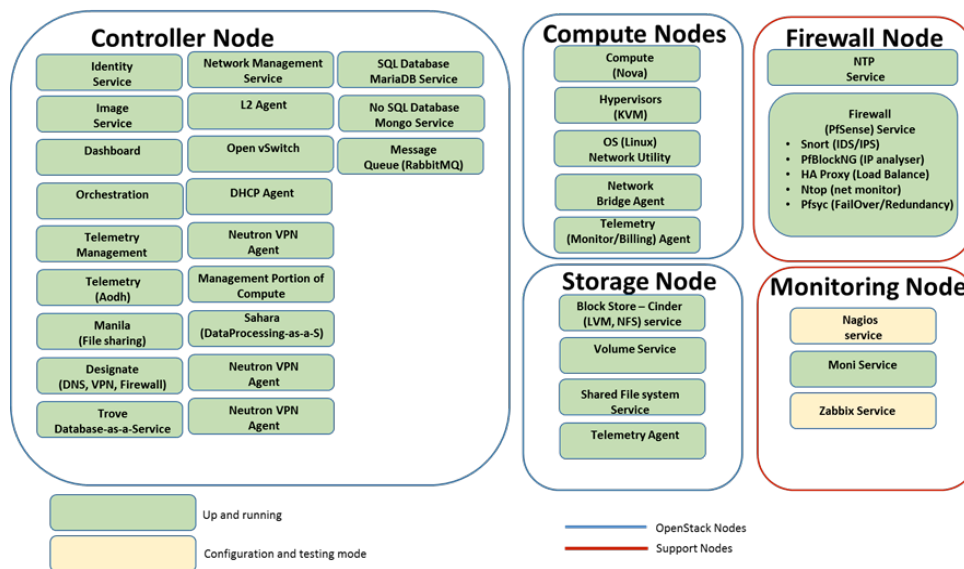 Controller Node
Identity
Service
Network Management
Service
SQL Database
MariaDB Service
Image
Service
L2 Agent
No SQL Database
Mongo Service
Dashboard
Open vSwitch
Message
Queue (RabbitMQ)
Orchestration
DHCP Agent
Telemetry
Management
Neutron VPN
Agent
Telemetry
(Aodh)
Management Portion of
Compute
Manila
(File sharing)
Sahara
(DataProcessing-as-a-S)
Designate
(DNS, VPN, Firewall)
Neutron VPN
Agent
Trove
Database-as-a-Service
Neutron VPN
Agent
Compute Nodes
Compute
(Nova)
Hypervisors
(KVM)
OS (Linux)
Network Utility
Network
Bridge Agent
Telemetry
(Monitor/Billing) Agent
Firewall Node
NTP
Service
Firewall
(PfSense) Service
• Snort (IDS/IPS)
• PfBlockNG (IP analyser)
• HA Proxy (Load Balance)
• Ntop (net monitor)
• Pfsyc (FailOver/Redundancy)
Storage Node
Block Store – Cinder
(LVM, NFS) service
Volume Service
Shared File system
Service
Telemetry Agent
Monitoring Node
Nagios
service
Moni Service
Zabbix Service
Up and running
Configuration and testing mode
OpenStack Nodes
Support Nodes